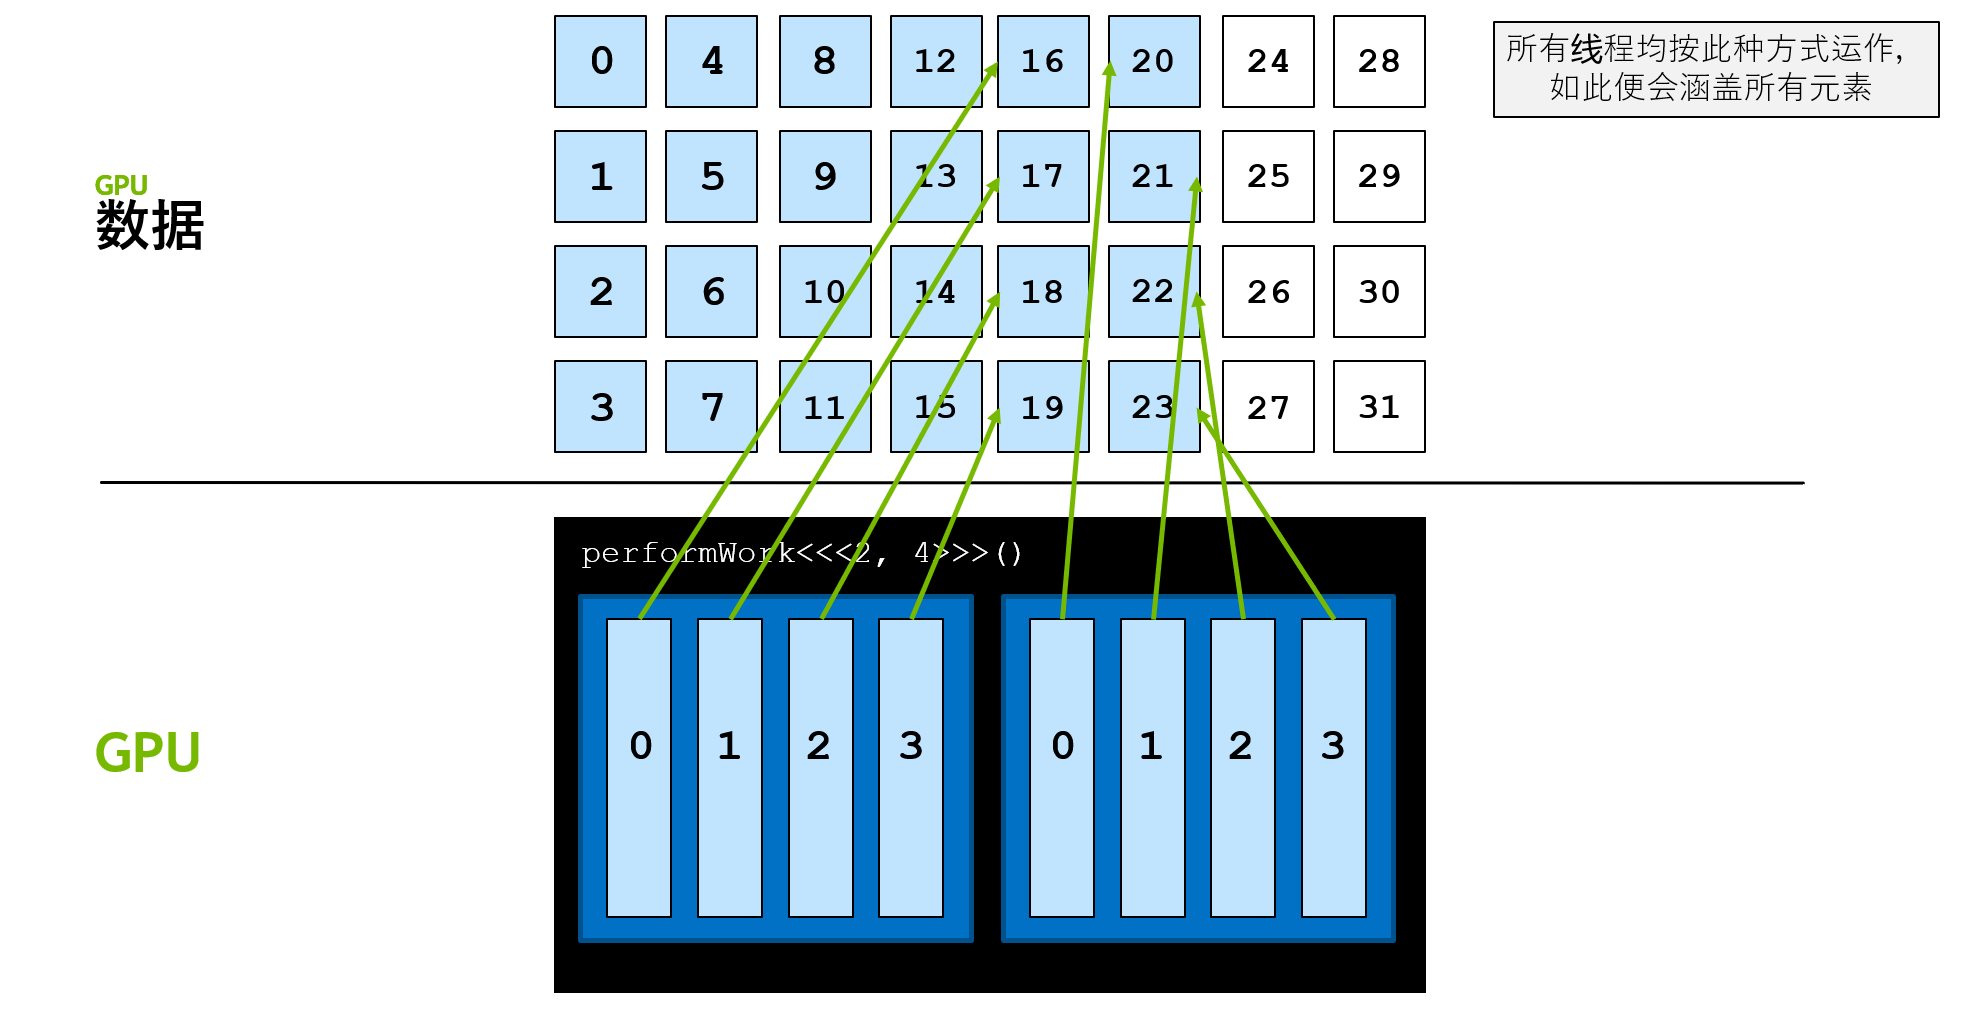 0 4 8 12 16 20 24 28
所有线程均按此种方式运作，
如此便会涵盖所有元素
1 5 9 13 17 21 25 29
GPU
数据
2 6 10 14 18 22 26 30
3 7 11 15 19 23 27 31
performWork<<<2, 4>>>()
GPU
0 1 2 3 0 1 2 3